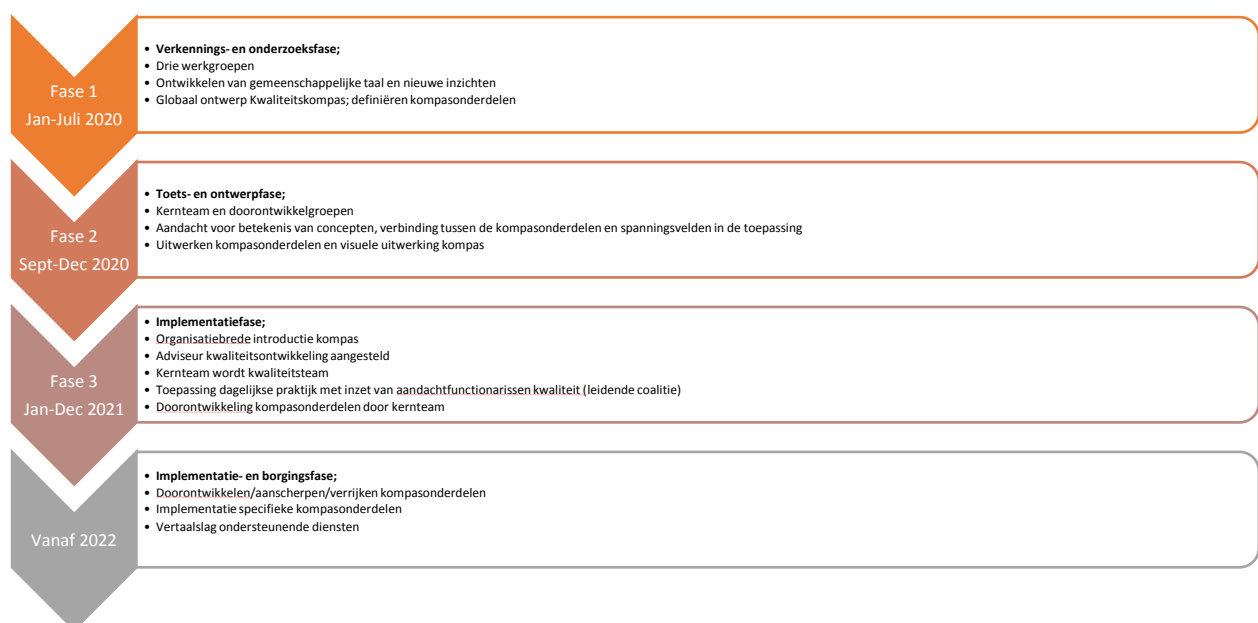 Fase 1
Jan-Juli 2020
• Verkennings- en onderzoeksfase;
• Drie werkgroepen
• Ontwikkelen van gemeenschappelijke taal en nieuwe inzichten
• Globaal ontwerp Kwaliteitskompas; definiëren kompasonderdelen
Fase 2
Sept-Dec 2020
• Toets- en ontwerpfase;
• Kernteam en doorontwikkelgroepen
• Aandacht voor betekenis van concepten, verbinding tussen de kompasonderdelen en spanningsvelden in de toepassing
• Uitwerken kompasonderdelen en visuele uitwerking kompas
Fase 3
Jan-Dec 2021
• Implementatiefase;
• Organisatiebrede introductie kompas
• Adviseur kwaliteitsontwikkeling aangesteld
• Kernteam wordt kwaliteitsteam
• Toepassing dagelijkse praktijk met inzet van aandachtfunctionarissen kwaliteit (leidende coalitie)
• Doorontwikkeling kompasonderdelen door kernteam
Vanaf 2022
• Implementatie- en borgingsfase;
• Doorontwikkelen/aanscherpen/verrijken kompasonderdelen
• Implementatie specifieke kompasonderdelen
• Vertaalslag ondersteunende diensten